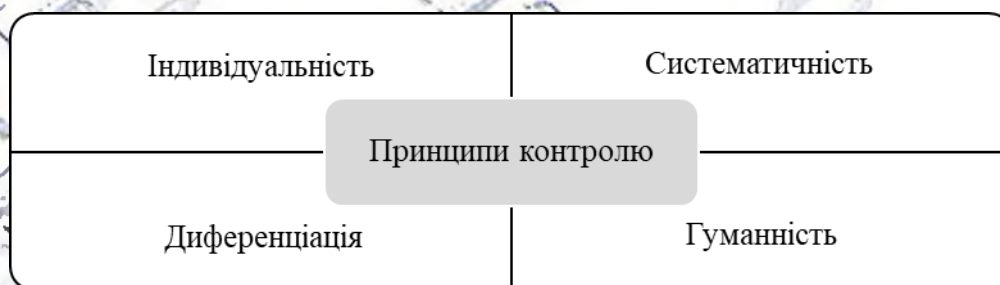 Індивідуальність
Систематичність
Принципи контролю
Диференціація
Гуманність